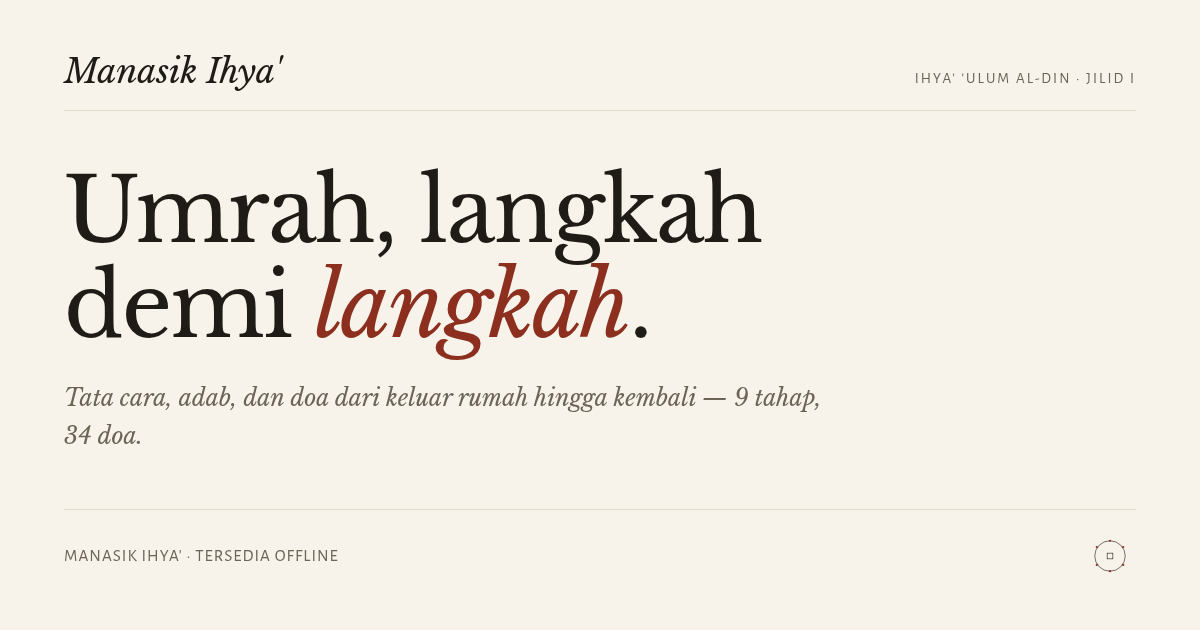 Manasik Ihya'
IHYA' 'ULUM AL-DIN · JILID I
Umrah, langkah
demi langkah.
Tata cara, adab, dan doa dari keluar rumah hingga kembali — 9 tahap,
34 doa.
MANASIK IHYA' · TERSEDIA OFFLINE